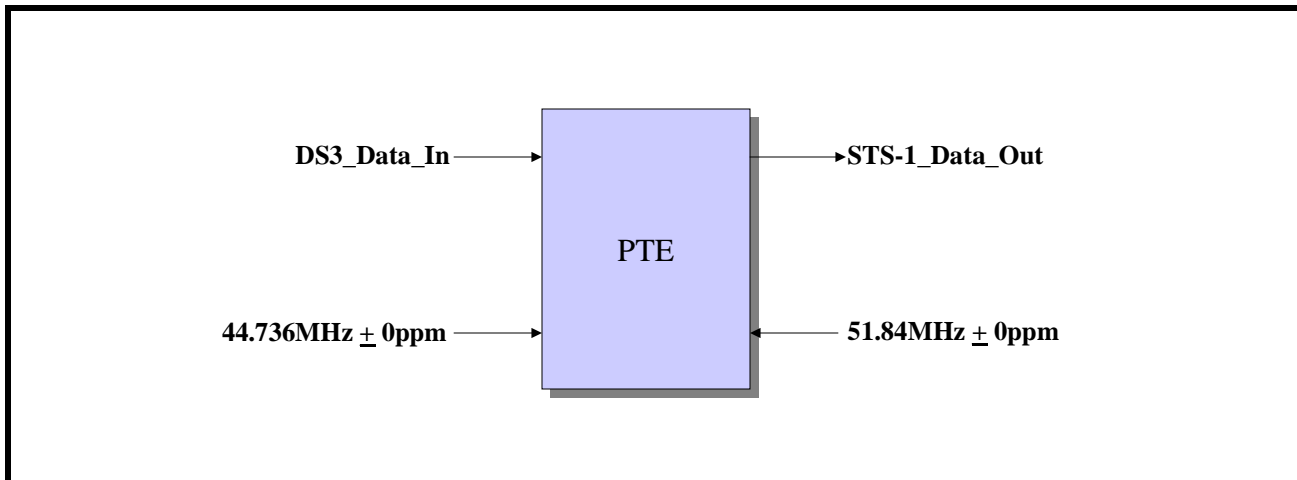 DS3_Data_In
STS-1_Data_Out
PTE
44.736MHz ± 0ppm
51.84MHz ± 0ppm